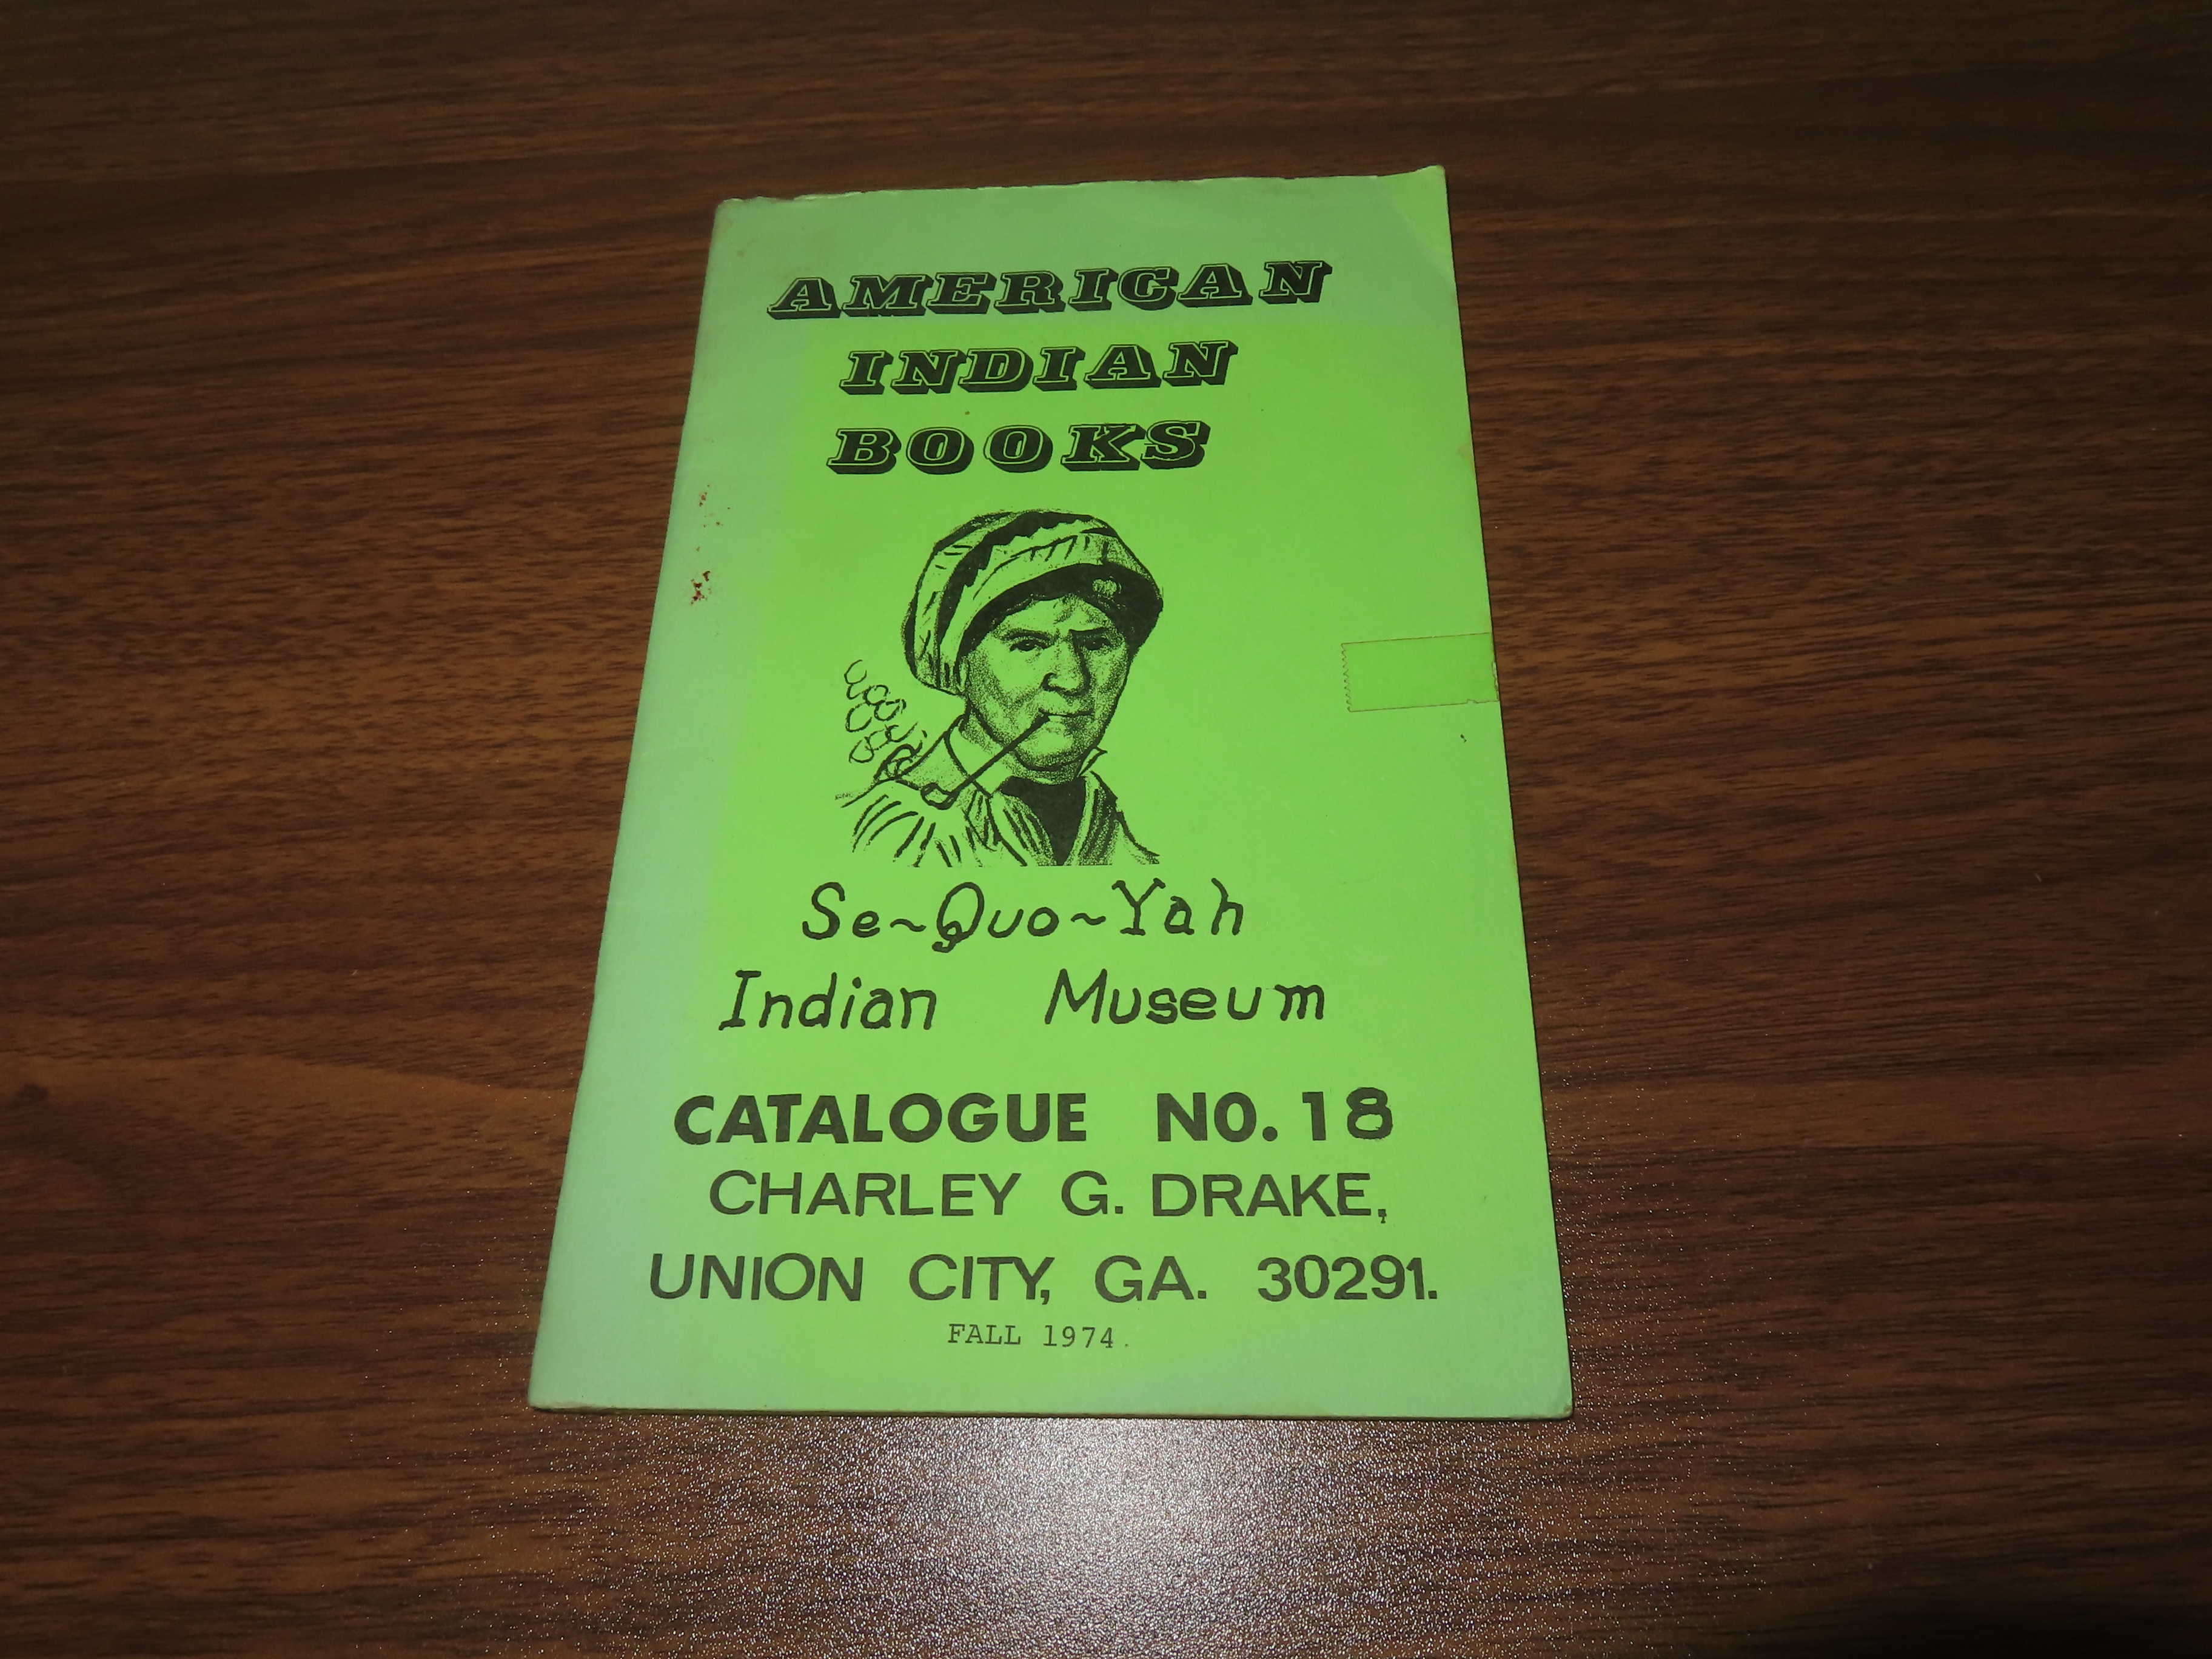 AMERICAN
INDIAN
BOOKS
Se~Quo~Yah
Indian Museum
CATALOGUE NO. 18
CHARLEY G. DRAKE,
UNION CITY, GA. 30291.
FALL 1974.